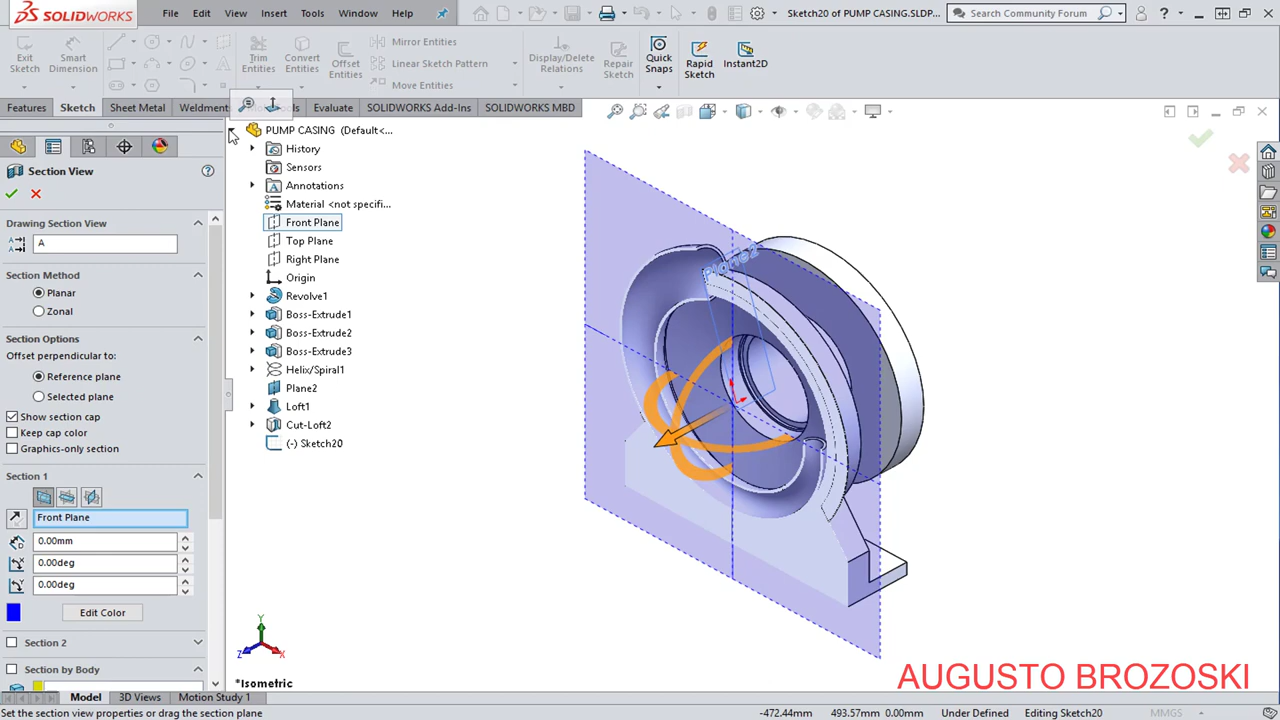 SOLIDWORKS
File
Edit
View
Insert
Tools
Window
Help
Sketch20 of PUMP CASING.SLDP...
Search Community Forum
Exit Sketch
Smart Dimension
Trim Entities
Convert Entities
Offset Entities
Mirror Entities
Linear Sketch Pattern
Move Entities
Display/Delete Relations
Repair Sketch
Quick Snaps
Rapid Sketch
Instant2D
Features
Sketch
Sheet Metal
Evaluate
SOLIDWORKS Add-Ins
SOLIDWORKS MBD
PUMP CASING (Default<...
History
Sensors
Annotations
Material <not specifi...
Front Plane
Top Plane
Right Plane
Origin
Revolve1
Boss-Extrude1
Boss-Extrude2
Boss-Extrude3
Helix/Spiral1
Plane2
Loft1
Cut-Loft2
(-) Sketch20
Section View
Drawing Section View
A
Section Method
Planar
Zonal
Section Options
Offset perpendicular to:
Reference plane
Selected plane
Show section cap
Keep cap color
Graphics-only section
Section 1
Front Plane
0.00mm
0.00deg
0.00deg
Edit Color
Section 2
Section by Body
Plane2
Y
Z
X
*Isometric
AUGUSTO BROZOSKI
Model
3D Views
Motion Study 1
Set the section view properties or drag the section plane
-472.44mm
493.57mm
0.00mm
Under Defined
Editing Sketch20
MMGS